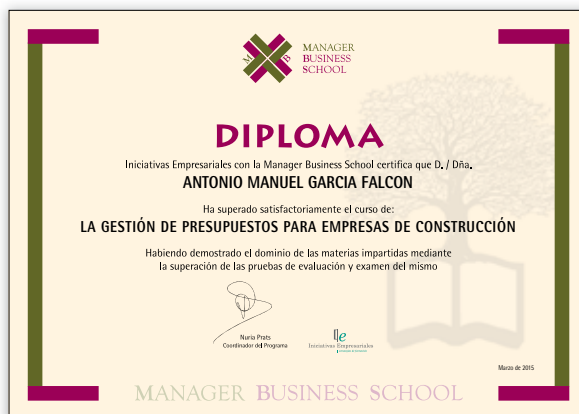 M B
MANAGER
BUSINESS
SCHOOL
DIPLOMA
Iniciativas Empresariales con la Manager Business School certifica que D. / Dña.
ANTONIO MANUEL GARCIA FALCON
Ha superado satisfactoriamente el curso de:
LA GESTIÓN DE PRESUPUESTOS PARA EMPRESAS DE CONSTRUCCIÓN
Habiendo demostrado el dominio de las materias impartidas mediante
la superación de las pruebas de evaluación y examen del mismo
Nuria Prats
Coordinador del Programa
ie
Iniciativas Empresariales
Marzo de 2015
MANAGER BUSINESS SCHOOL